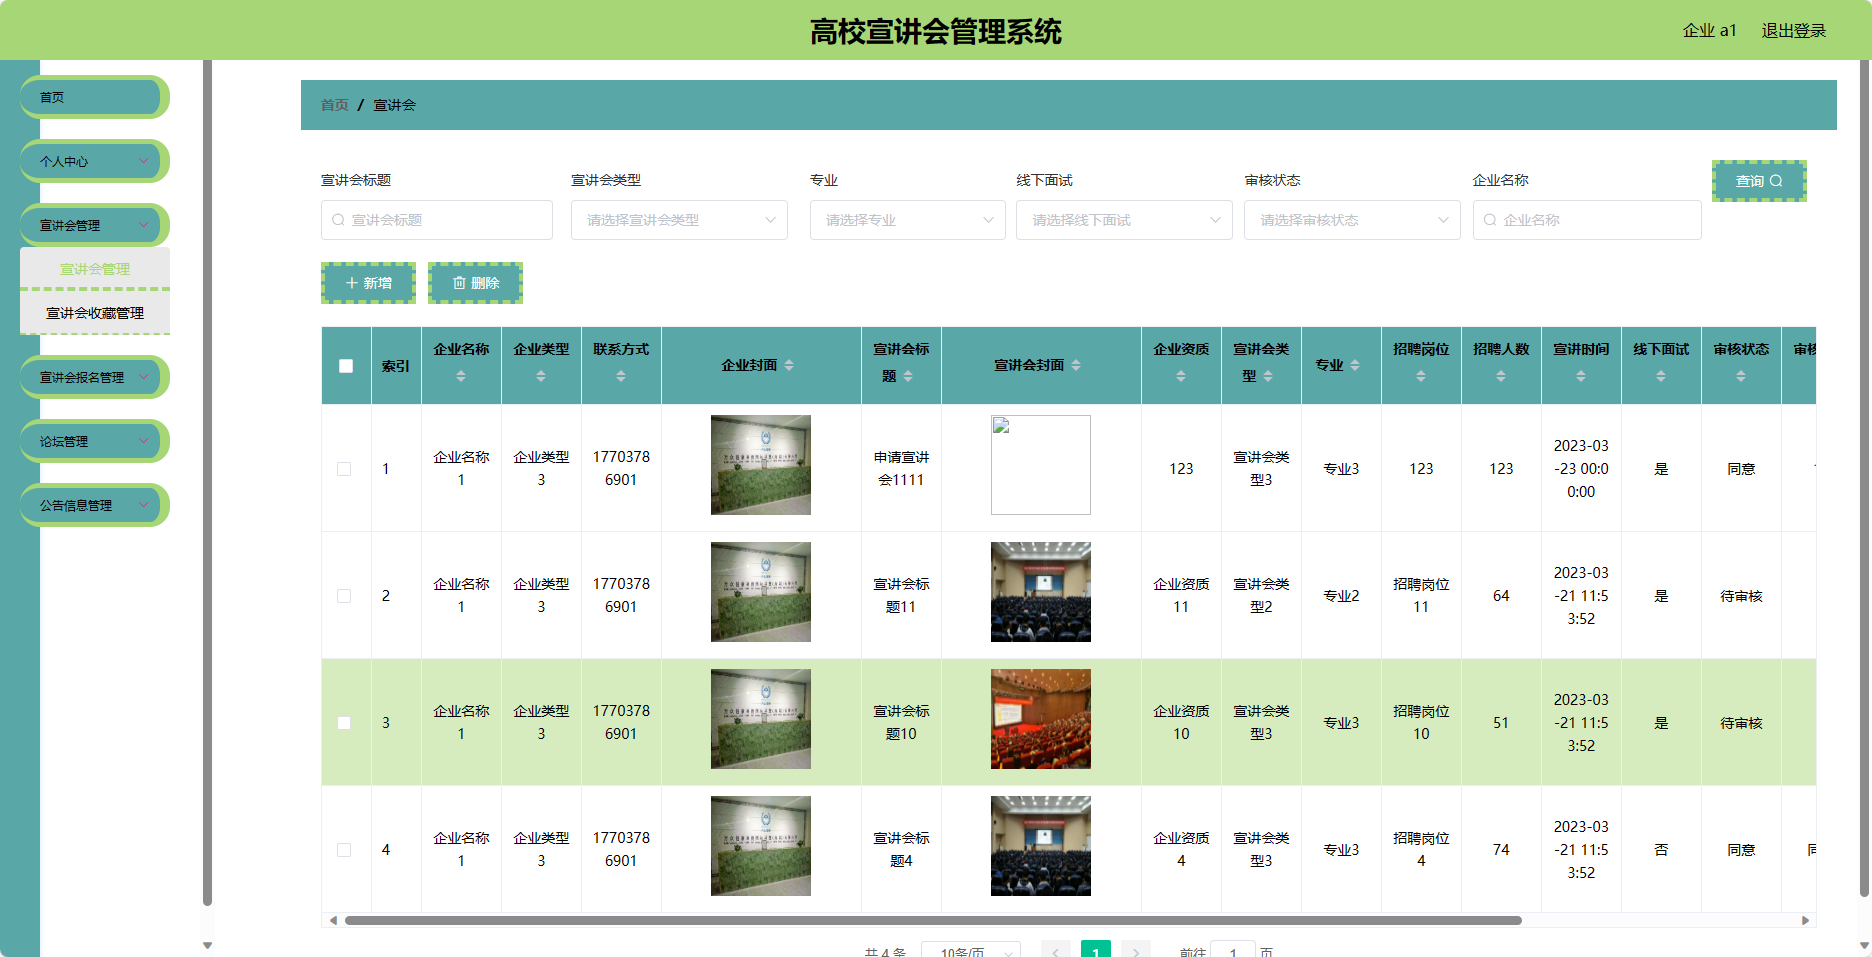 高校宣讲会管理系统
企业 a1 退出登录
首页
个人中心
宣讲会管理
宣讲会管理
宣讲会收藏管理
宣讲会报名管理
论坛管理
公告信息管理
首页 / 宣讲会
宣讲会标题 宣讲会类型 专业 线下面试 审核状态 企业名称
宣讲会标题 请选择宣讲会类型 请选择专业 请选择线下面试 请选择审核状态 企业名称 查询
新增 删除
索引 企业名称 企业类型 联系方式 企业封面 宣讲会标题 宣讲会封面 企业资质 宣讲会类型 专业 招聘岗位 招聘人数 宣讲时间 线下面试 审核状态 审核
1 企业名称1 企业类型3 17703786901 申请宣讲会1111 123 宣讲会类型3 专业3 123 123 2023-03-23 00:00:00 是 同意
2 企业名称1 企业类型3 17703786901 宣讲会标题11 企业资质11 宣讲会类型2 专业2 招聘岗位11 64 2023-03-21 11:53:52 是 待审核
3 企业名称1 企业类型3 17703786901 宣讲会标题10 企业资质10 宣讲会类型3 专业3 招聘岗位10 51 2023-03-21 11:53:52 是 待审核
4 企业名称1 企业类型3 17703786901 宣讲会标题4 企业资质4 宣讲会类型3 专业3 招聘岗位4 74 2023-03-21 11:53:52 否 同意
共 4 条 10条/页 1 前往 1 页